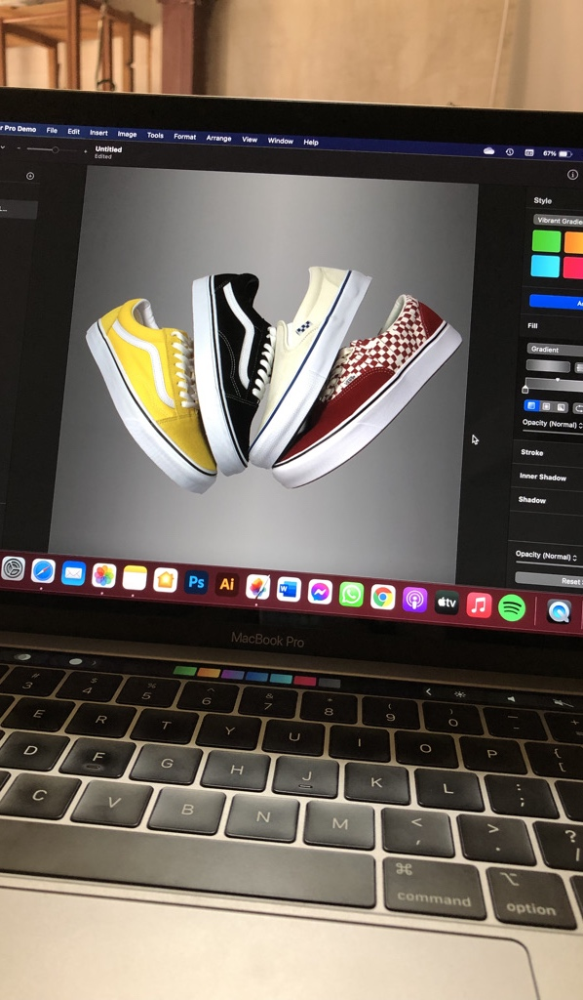 r Pro Demo File Edit Insert Image Tools Format Arrange View Window Help 67%
Untitled
Edited
Style
Vibrant Gradie
Fill
Gradient
Opacity (Normal)
Stroke
Inner Shadow
Shadow
Opacity (Normal)
Reset
Ps Ai W tv
MacBook Pro
# $ % ^ & * ( ) _ +
3 4 5 6 7 8 9 0 -
E R T Y U I O P {
[
D F G H J K L :
;
C V B N M < > ?
, . /
⌘ ⌥
command option